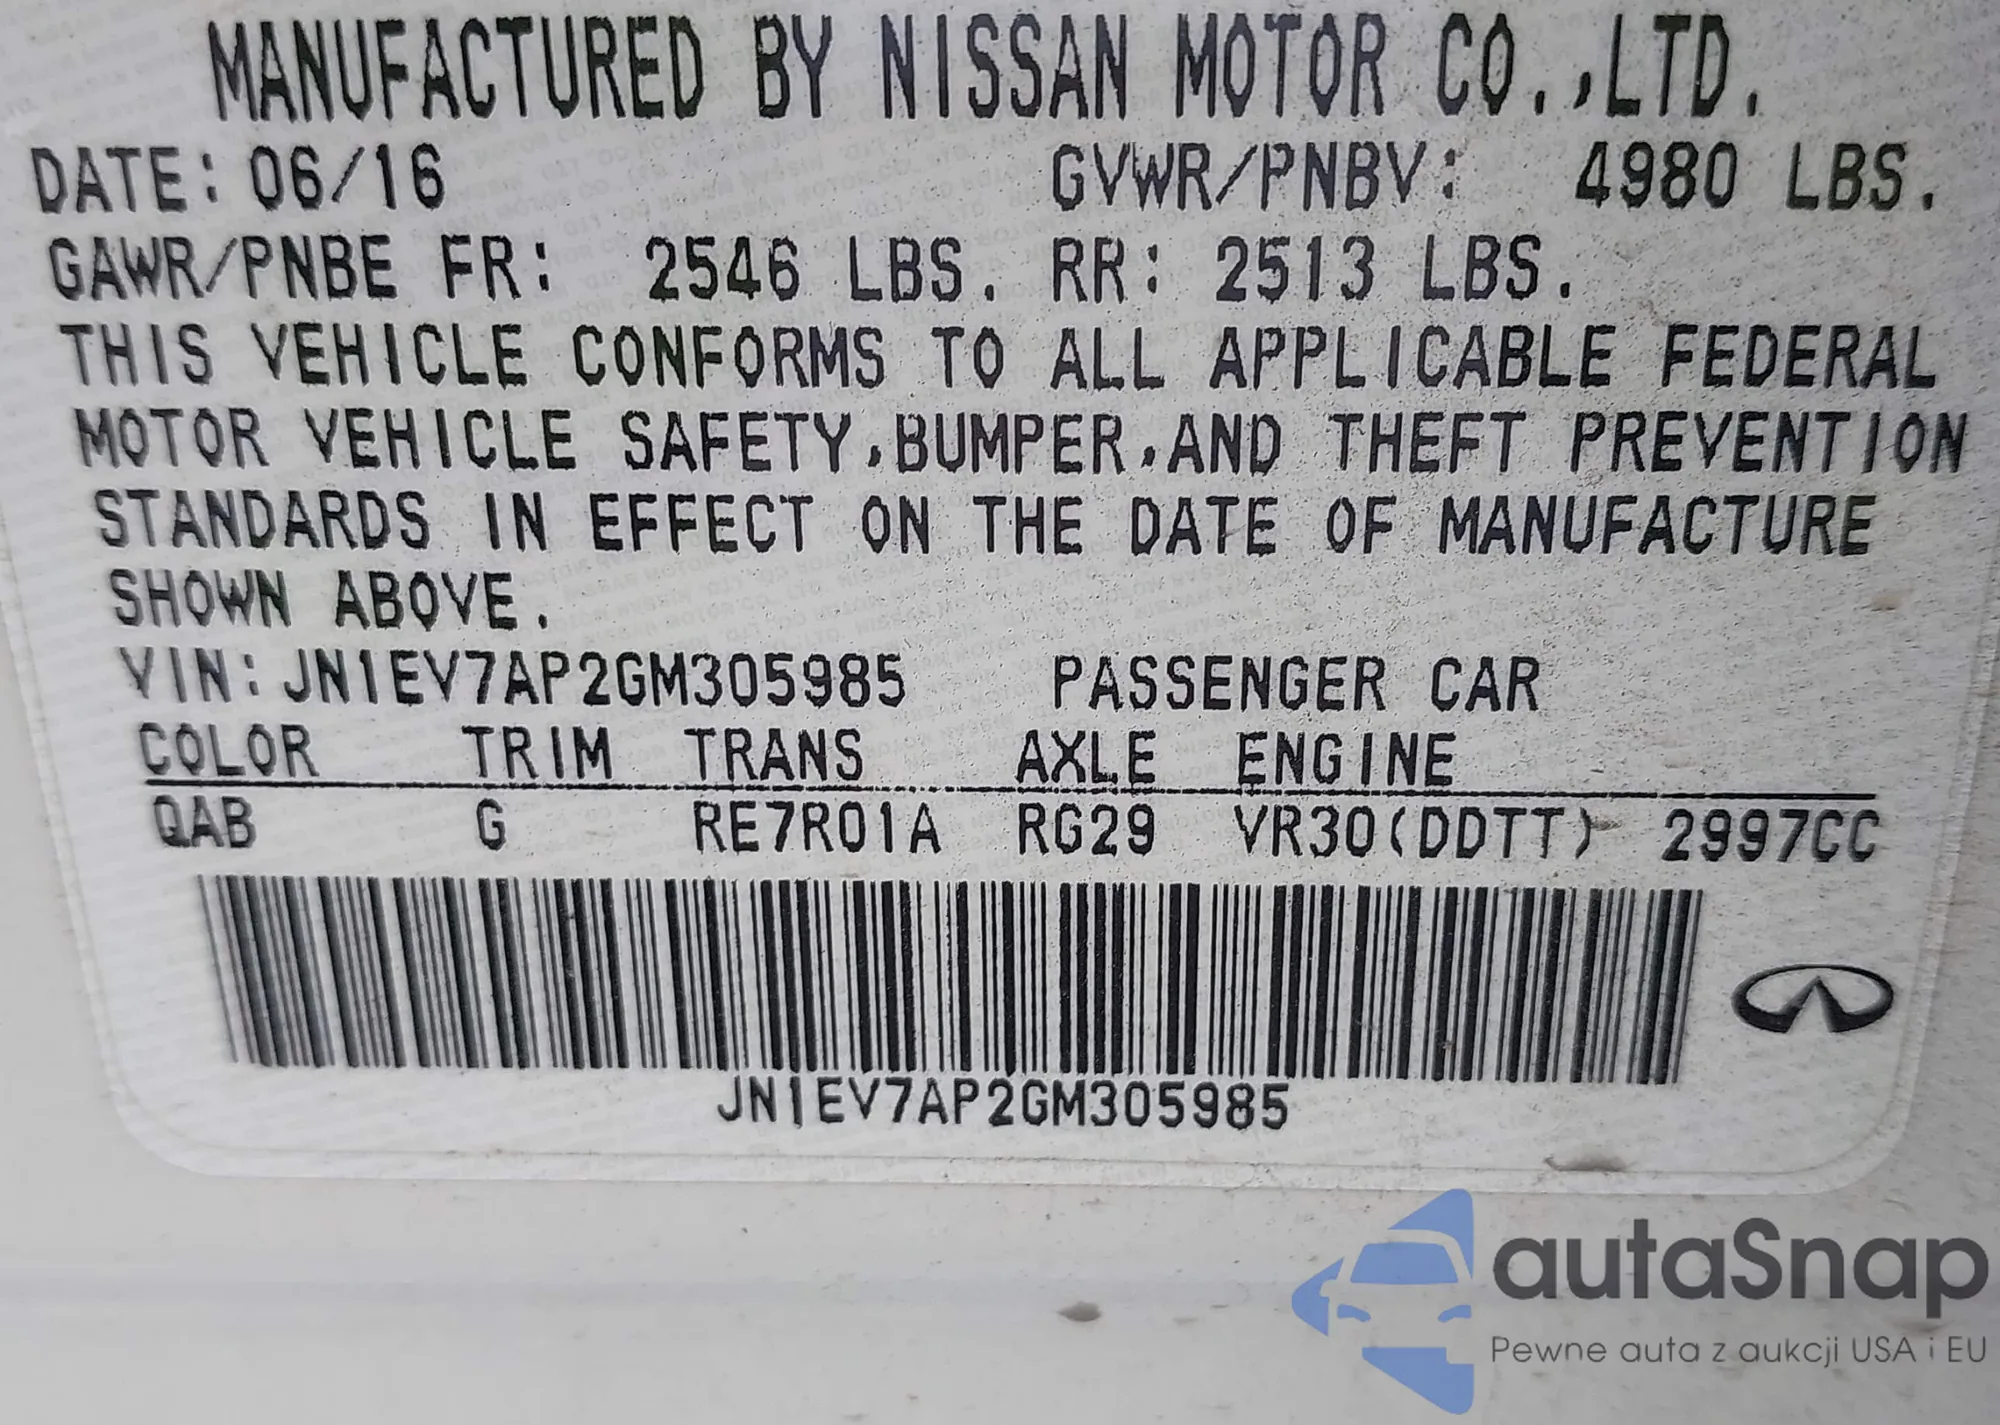 MANUFACTURED BY NISSAN MOTOR CO.,LTD.
DATE: 06/16 GVWR/PNBV: 4980 LBS.
GAWR/PNBE FR: 2546 LBS. RR: 2513 LBS.
THIS VEHICLE CONFORMS TO ALL APPLICABLE FEDERAL
MOTOR VEHICLE SAFETY,BUMPER,AND THEFT PREVENTION
STANDARDS IN EFFECT ON THE DATE OF MANUFACTURE
SHOWN ABOVE.
VIN: JN1EV7AP2GM305985 PASSENGER CAR
COLOR TRIM TRANS AXLE ENGINE
QAB G RE7R01A RG29 VR30(DDTT) 2997CC
JN1EV7AP2GM305985
autaSnap
Pewne auta z aukcji USA i EU